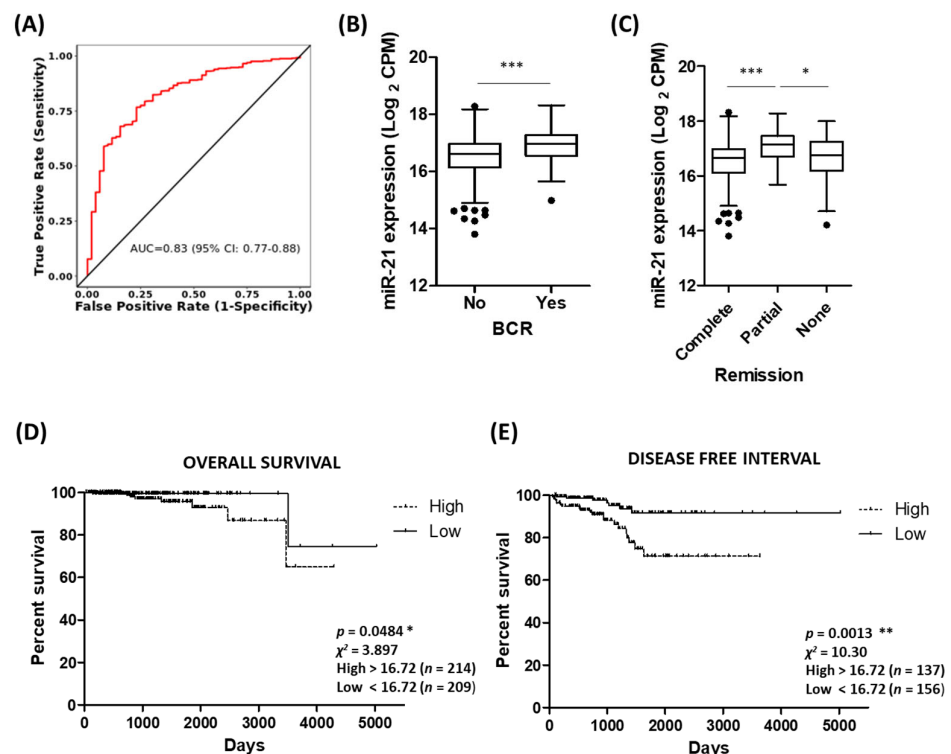 (A)
True Positive Rate (Sensitivity)
1.00
0.75
0.50
0.25
0.00
AUC=0.83 (95% CI: 0.77-0.88)
0.00 0.25 0.50 0.75 1.00
False Positive Rate (1-Specificity)
(B)
miR-21 expression (Log 2 CPM)
20
18
16
14
12
***
No Yes
BCR
(C)
miR-21 expression (Log 2 CPM)
20
18
16
14
12
*** *
Complete Partial None
Remission
(D)
OVERALL SURVIVAL
Percent survival
100
80
60
40
20
0
High
Low
p = 0.0484 *
χ² = 3.897
High > 16.72 (n = 214)
Low < 16.72 (n = 209)
0 1000 2000 3000 4000 5000
Days
(E)
DISEASE FREE INTERVAL
Percent survival
100
80
60
40
20
0
High
Low
p = 0.0013 **
χ² = 10.30
High > 16.72 (n = 137)
Low < 16.72 (n = 156)
0 1000 2000 3000 4000 5000
Days